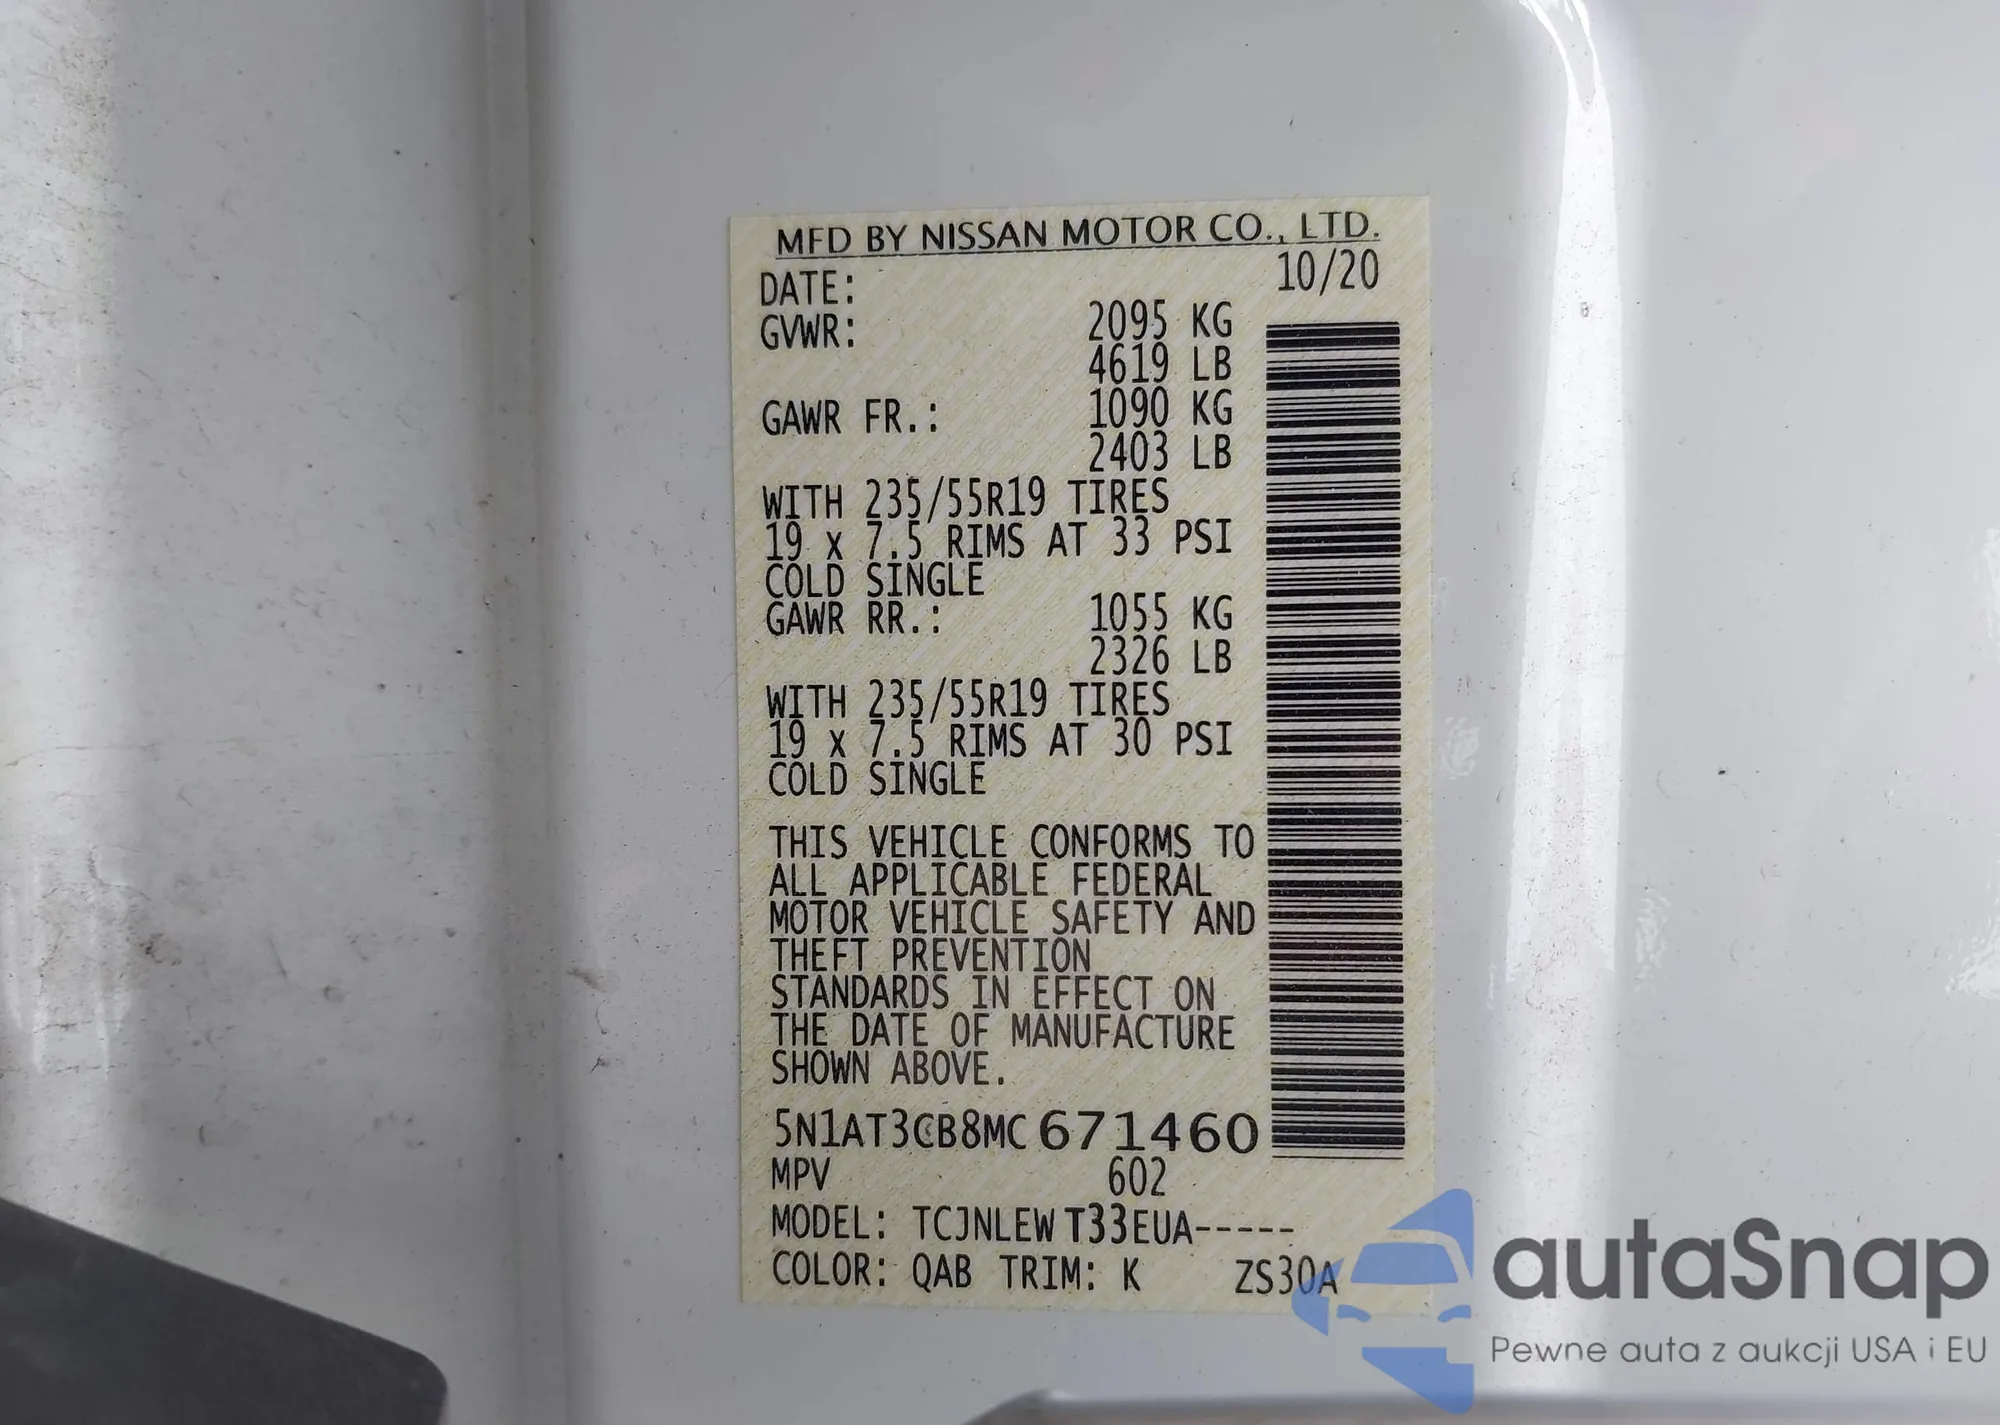 MFD BY NISSAN MOTOR CO., LTD.
DATE: 10/20
GVWR: 2095 KG
4619 LB
GAWR FR.: 1090 KG
2403 LB
WITH 235/55R19 TIRES
19 x 7.5 RIMS AT 33 PSI
COLD SINGLE
GAWR RR.: 1055 KG
2326 LB
WITH 235/55R19 TIRES
19 x 7.5 RIMS AT 30 PSI
COLD SINGLE
THIS VEHICLE CONFORMS TO
ALL APPLICABLE FEDERAL
MOTOR VEHICLE SAFETY AND
THEFT PREVENTION
STANDARDS IN EFFECT ON
THE DATE OF MANUFACTURE
SHOWN ABOVE.
5N1AT3CB8MC671460
MPV 602
MODEL: TCJNLEWT33EUA-----
COLOR: QAB TRIM: K ZS30A
autaSnap
Pewne auta z aukcji USA i EU